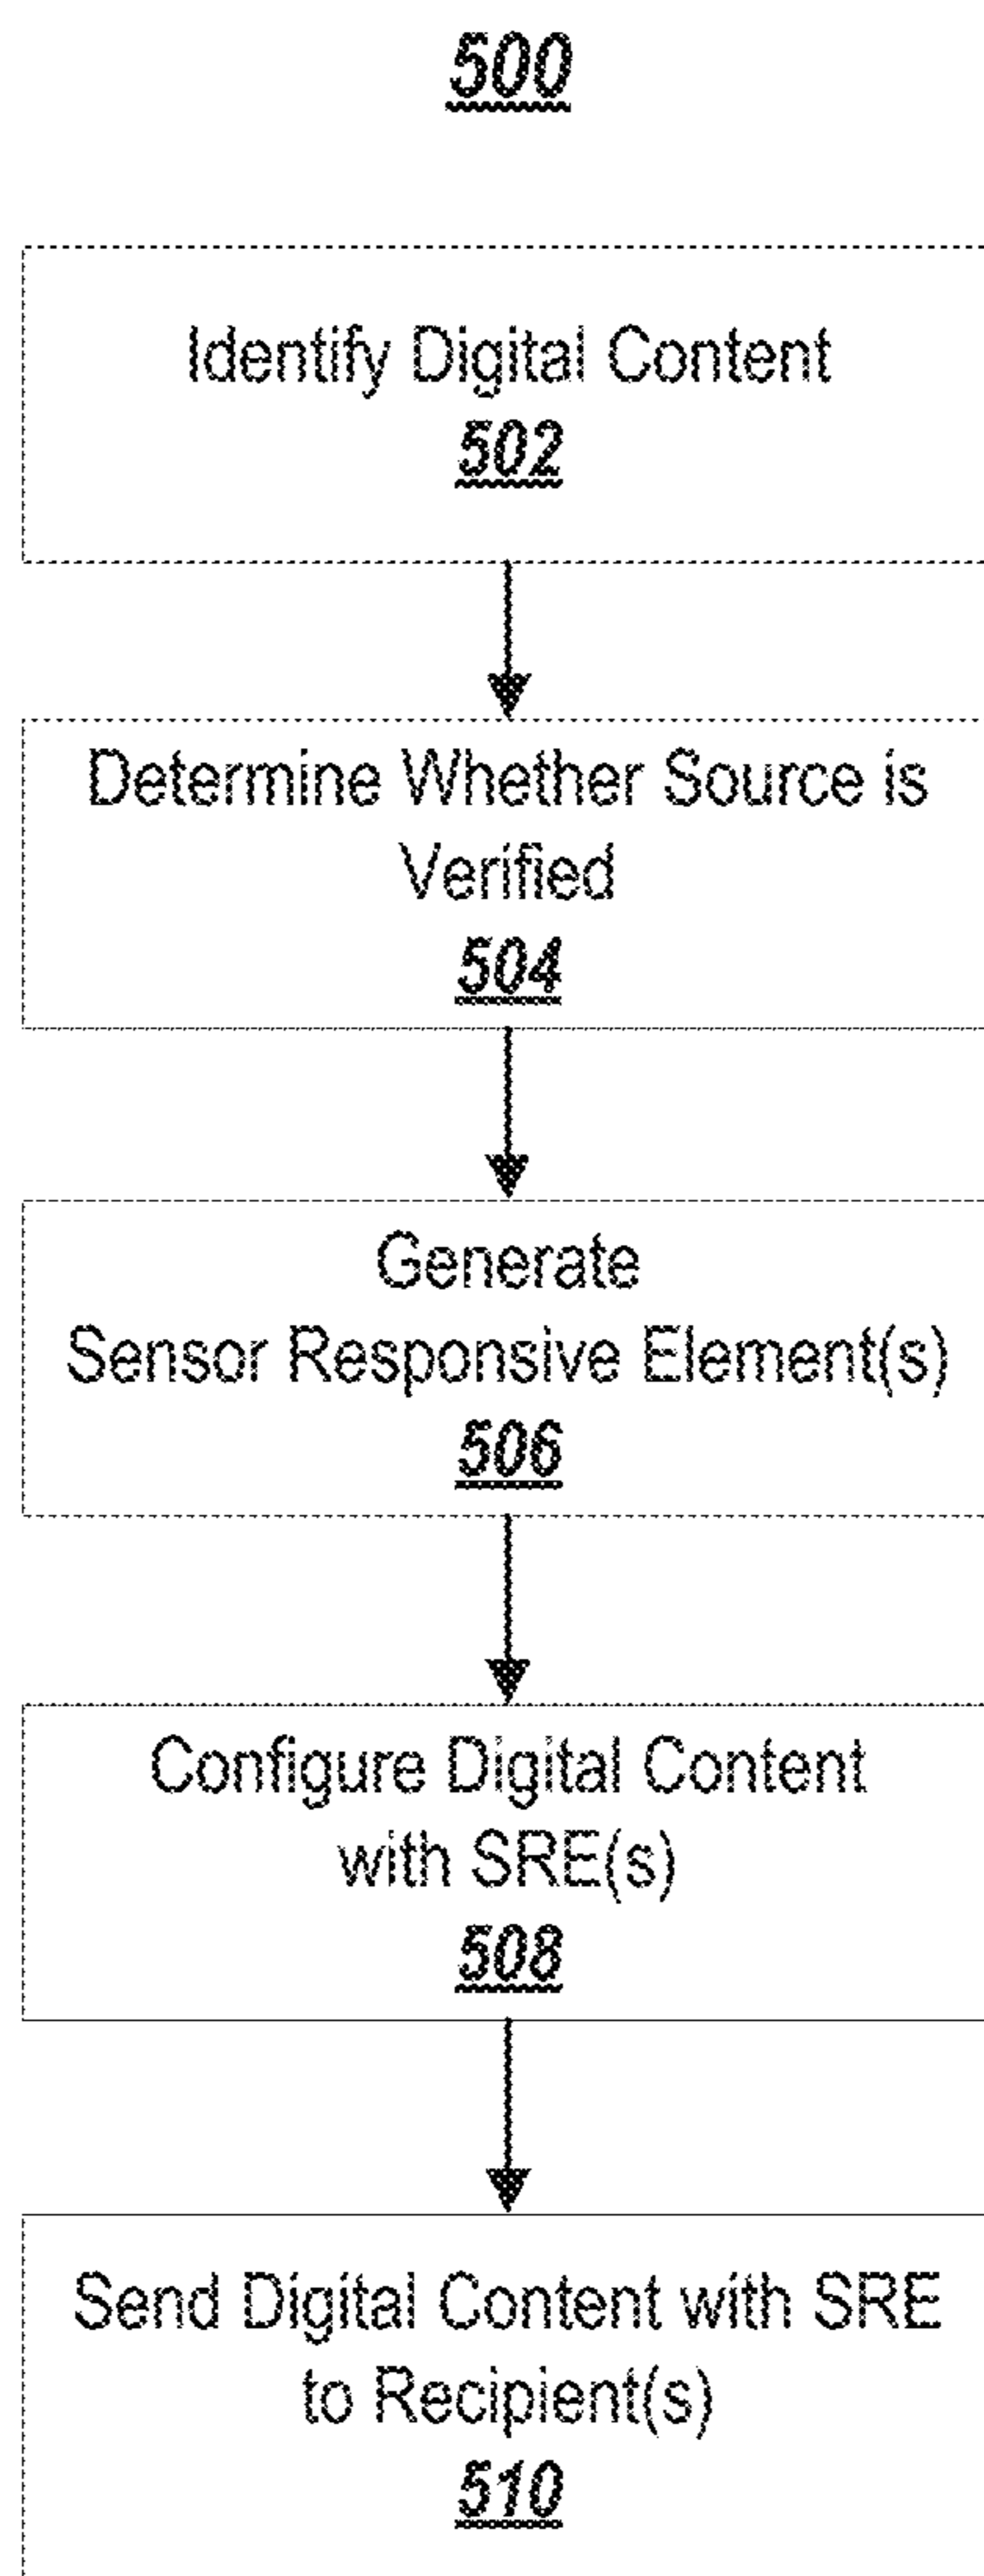 500
Identify Digital Content
502
Determine Whether Source is
Verified
504
Generate
Sensor Responsive Element(s)
506
Configure Digital Content
with SRE(s)
508
Send Digital Content with SRE
to Recipient(s)
510